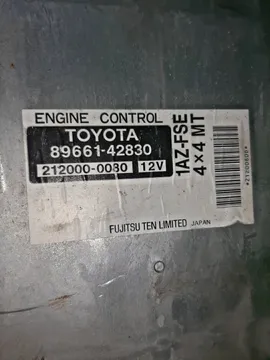 ENGINE CONTROL
TOYOTA
89661-42830
212000-0080 12V
1AZ-FSE
4×4 MT
FUJITSU TEN LIMITED JAPAN